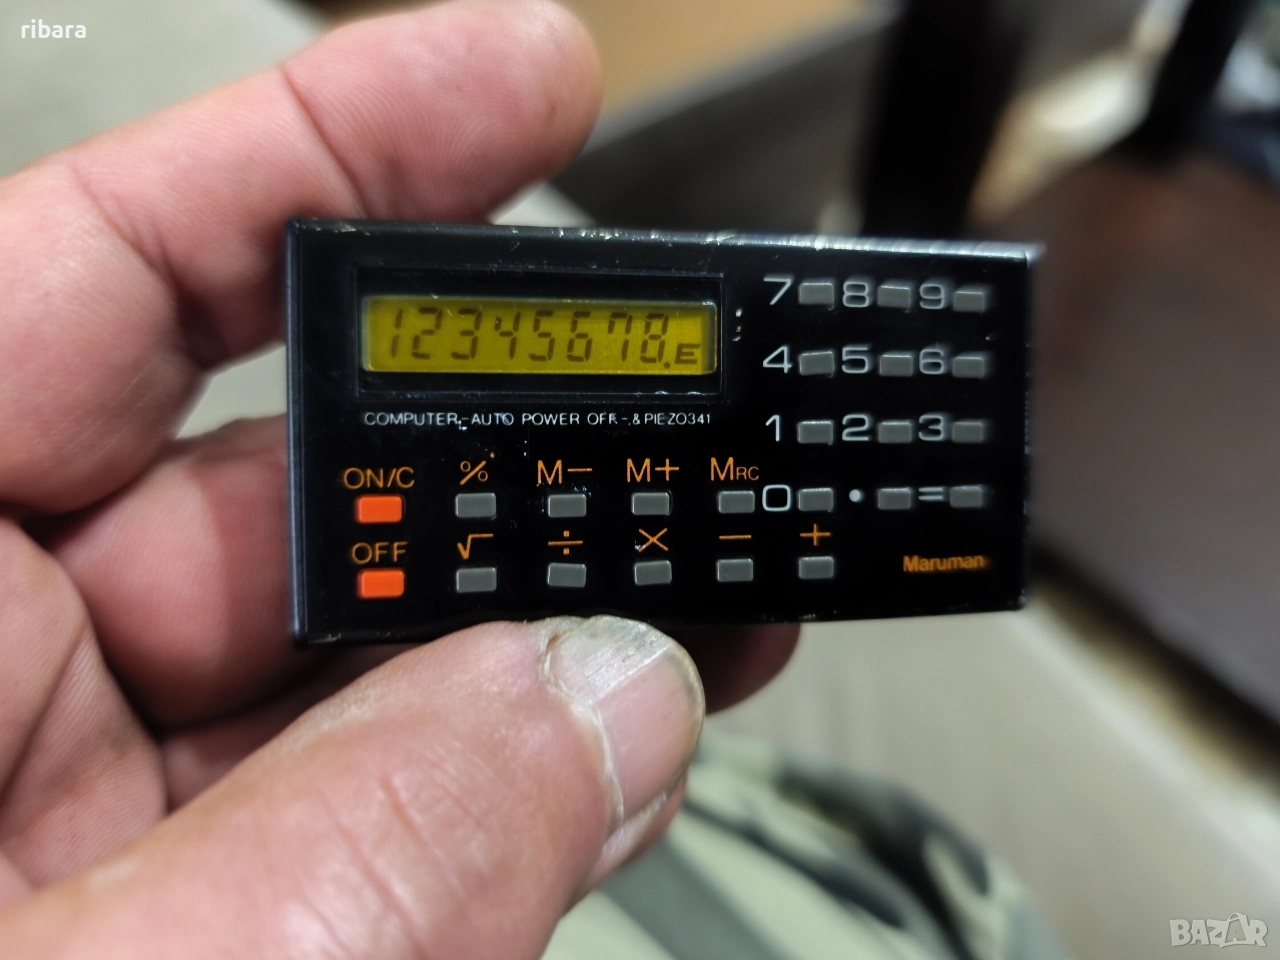 ribara
12345678.E
COMPUTER-AUTO POWER OFF-&PIEZO341
7 8 9
4 5 6
1 2 3
0 • =
ON/C % M− M+ MRC
OFF √ ÷ × − +
Maruman
BAZAR